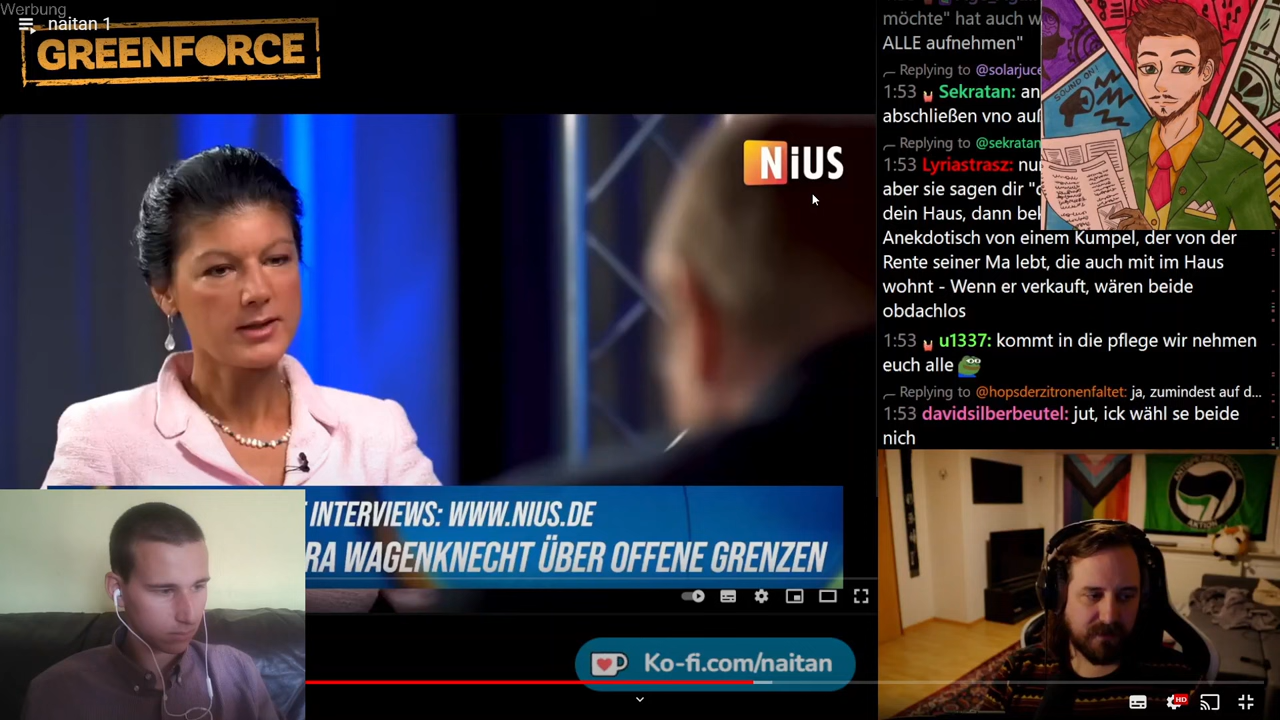 Werbung
naitan 1
GREENFORCE
NiUS
INTERVIEWS: WWW.NIUS.DE
RA WAGENKNECHT ÜBER OFFENE GRENZEN
Ko-fi.com/naitan
möchte" hat auch
ALLE aufnehmen"
Replying to @solarjuce
1:53 Sekratan:
abschließen vno
Replying to @sekratan
1:53 Lyriastrasz:
aber sie sagen dir
dein Haus, dann
Anekdotisch von einem Kumpel, der von der
Rente seiner Ma lebt, die auch mit im Haus
wohnt - Wenn er verkauft, wären beide
obdachlos
1:53 u1337: kommt in die pflege wir nehmen
euch alle
Replying to @hopsderzitronenfaltet: ja, zumindest auf d...
1:53 davidsilberbeutel: jut, ick wähl se beide
nich
SOUND ON!
AKTION
HD